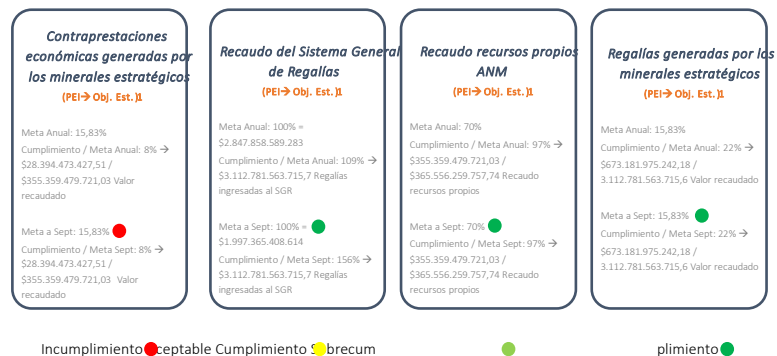 Contraprestaciones
económicas generadas por
los minerales estratégicos
(PEI→ Obj. Est.)1
Meta Anual: 15,83%
Cumplimiento / Meta Anual: 8% →
$28.394.473.427,51 /
$355.359.479.721,03 Valor
recaudado
Meta a Sept: 15,83%
Cumplimiento / Meta Sept: 8% →
$28.394.473.427,51 /
$355.359.479.721,03 Valor
recaudado
Recaudo del Sistema General
de Regalías
(PEI→ Obj. Est.)1
Meta Anual: 100% =
$2.847.858.589.283
Cumplimiento / Meta Anual: 109% →
$3.112.781.563.715,7 Regalías
ingresadas al SGR
Meta a Sept: 100% =
$1.997.365.408.614
Cumplimiento / Meta Sept: 156% →
$3.112.781.563.715,7 Regalías
ingresadas al SGR
Recaudo recursos propios
ANM
(PEI→ Obj. Est.)1
Meta Anual: 70%
Cumplimiento / Meta Anual: 97% →
$355.359.479.721,03 /
$365.556.259.757,74 Recaudo
recursos propios
Meta a Sept: 70%
Cumplimiento / Meta Sept: 97% →
$355.359.479.721,03 /
$365.556.259.757,74 Recaudo
recursos propios
Regalías generadas por los
minerales estratégicos
(PEI→ Obj. Est.)1
Meta Anual: 15,83%
Cumplimiento / Meta Anual: 22% →
$673.181.975.242,18 /
3.112.781.563.715,6 Valor recaudado
Meta a Sept: 15,83%
Cumplimiento / Meta Sept: 22% →
$673.181.975.242,18 /
3.112.781.563.715,6 Valor recaudado
Incumplimiento ceptable Cumplimiento Sobrecum plimiento